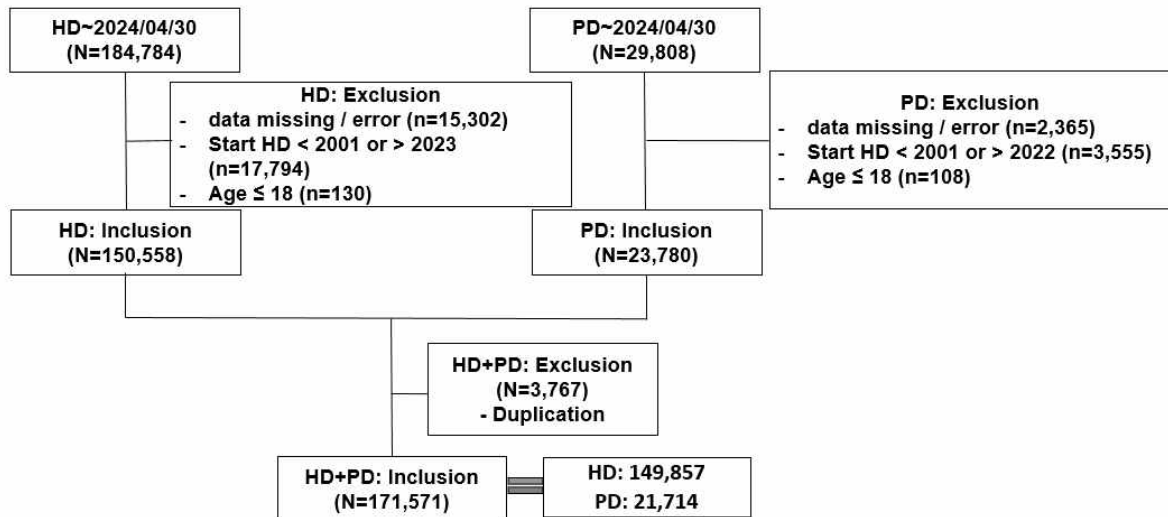 HD~2024/04/30
(N=184,784)
PD~2024/04/30
(N=29,808)
HD: Exclusion
- data missing / error (n=15,302)
- Start HD < 2001 or > 2023
(n=17,794)
- Age ≤ 18 (n=130)
PD: Exclusion
- data missing / error (n=2,365)
- Start HD < 2001 or > 2022 (n=3,555)
- Age ≤ 18 (n=108)
HD: Inclusion
(N=150,558)
PD: Inclusion
(N=23,780)
HD+PD: Exclusion
(N=3,767)
- Duplication
HD+PD: Inclusion
(N=171,571)
HD: 149,857
PD: 21,714